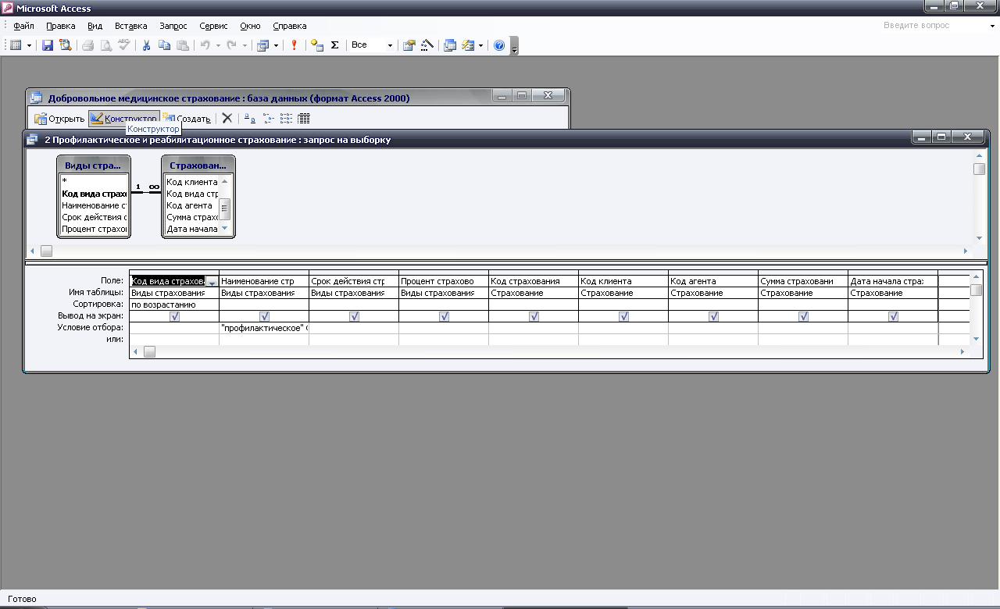 Microsoft Access
Файл Правка Вид Вставка Запрос Сервис Окно Справка Введите вопрос
Все
Добровольное медицинское страхование : база данных (формат Access 2000)
Открыть Конструктор Создать
Конструктор
2 Профилактическое и реабилитационное страхование : запрос на выборку
Виды стра... Страхован...
* Код клиента
Код вида страхо Код вида стр
1 ∞
Наименование ст Код агента
Срок действия с Сумма страхо
Процент страхо Дата начала
Поле: Код вида страхова Наименование стр Срок действия стр Процент страхово Код страхования Код клиента Код агента Сумма страховани Дата начала стра
Имя таблицы: Виды страхования Виды страхования Виды страхования Виды страхования Страхование Страхование Страхование Страхование Страхование
Сортировка: по возрастанию
Вывод на экран:
Условие отбора: "профилактическое"
или:
Готово